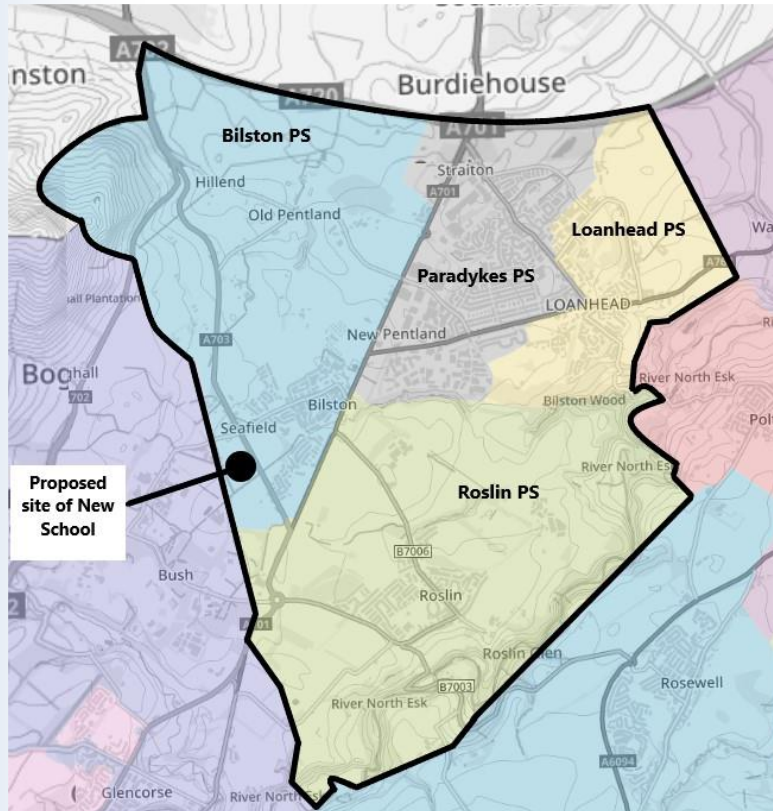 A702
nston
A720
Burdiehouse
A701
Bilston PS
Straiton
Hillend
A701
Old Pentland
Loanhead PS
Paradykes PS
LOANHEAD
A703
New Pentland
Bog
hall
702
River North Esk
Bilston
Bilston Wood
Seafield
Proposed
site of New
School
River North Esk
Roslin PS
B7006
Bush
Roslin
Roslin Glen
B7003
Rosewell
River North Esk
A6094
Glencorse
River North Esk